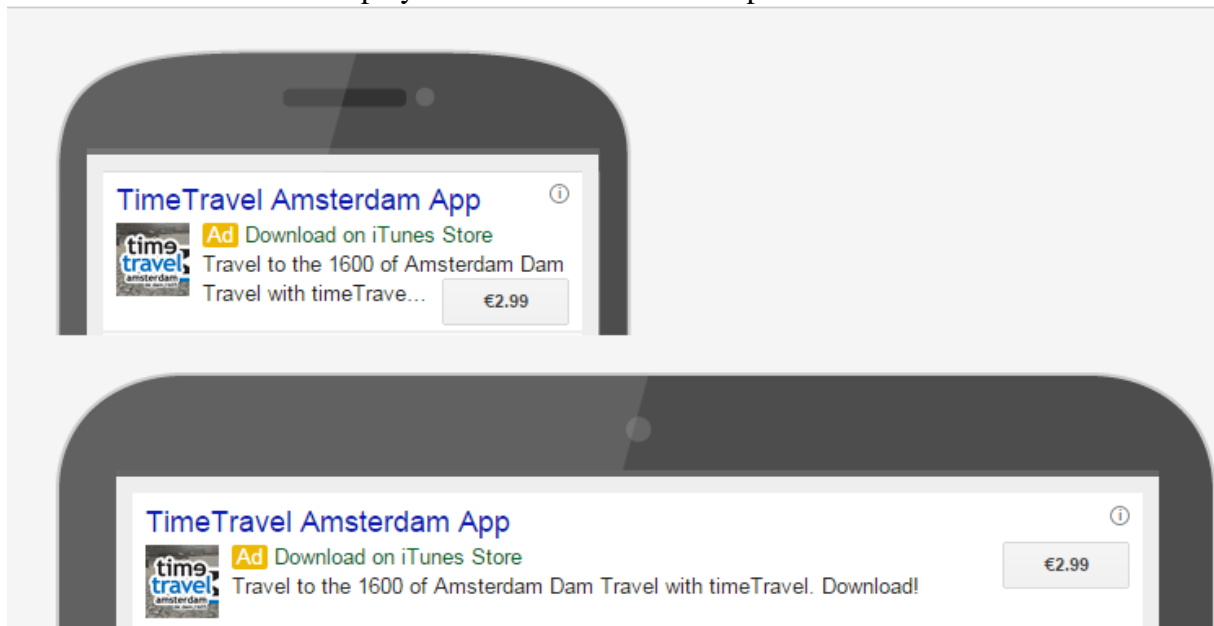 TimeTravel Amsterdam App
time
travel
amsterdam
Ad Download on iTunes Store
Travel to the 1600 of Amsterdam Dam
Travel with timeTrave...
€2.99
TimeTravel Amsterdam App
time
travel
amsterdam
Ad Download on iTunes Store
€2.99
Travel to the 1600 of Amsterdam Dam Travel with timeTravel. Download!